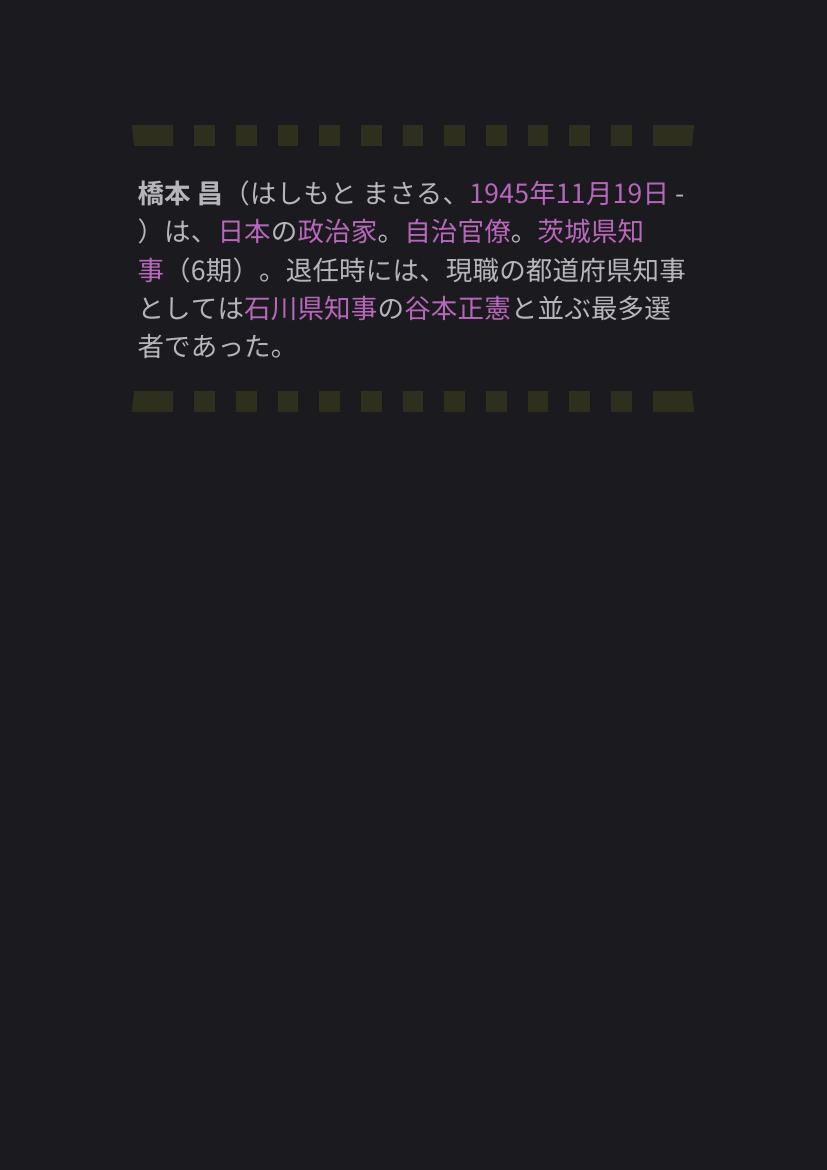 橋本 昌（はしもと まさる、1945年11月19日 -
）は、日本の政治家。自治官僚。茨城県知
事（6期）。退任時には、現職の都道府県知事
としては石川県知事の谷本正憲と並ぶ最多選
者であった。